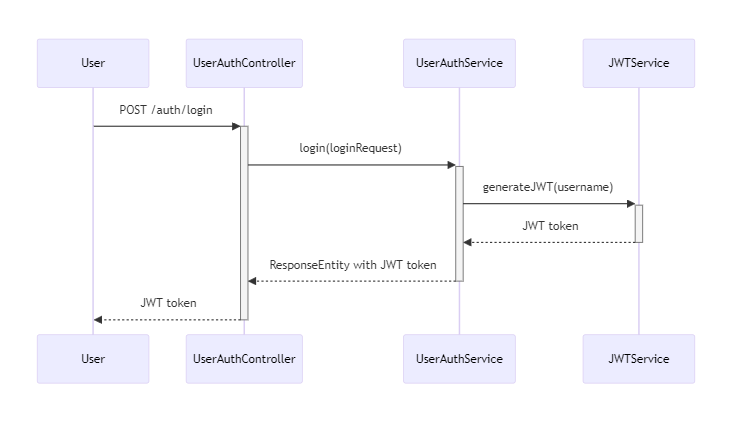 User
UserAuthController
UserAuthService
JWTService
POST /auth/login
login(loginRequest)
generateJWT(username)
JWT token
ResponseEntity with JWT token
JWT token
User
UserAuthController
UserAuthService
JWTService